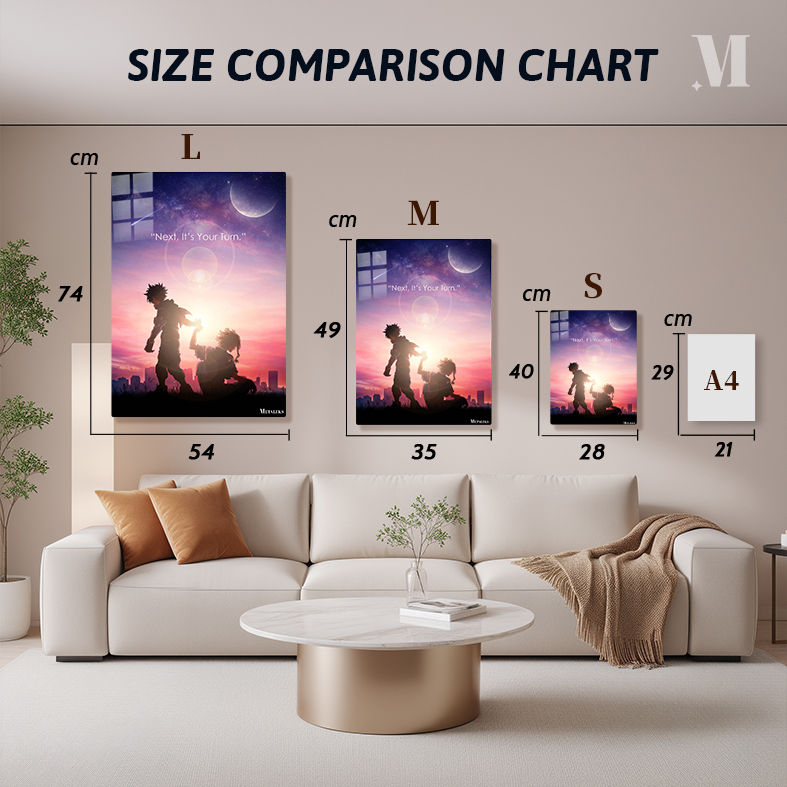 SIZE COMPARISON CHART
M
cm
L
74
54
"Next. It's Your Turn."
METALEKS
cm
M
49
35
"Next. It's Your Turn."
METALEKS
cm
S
40
28
"Next. It's Your Turn."
cm
29
A4
21